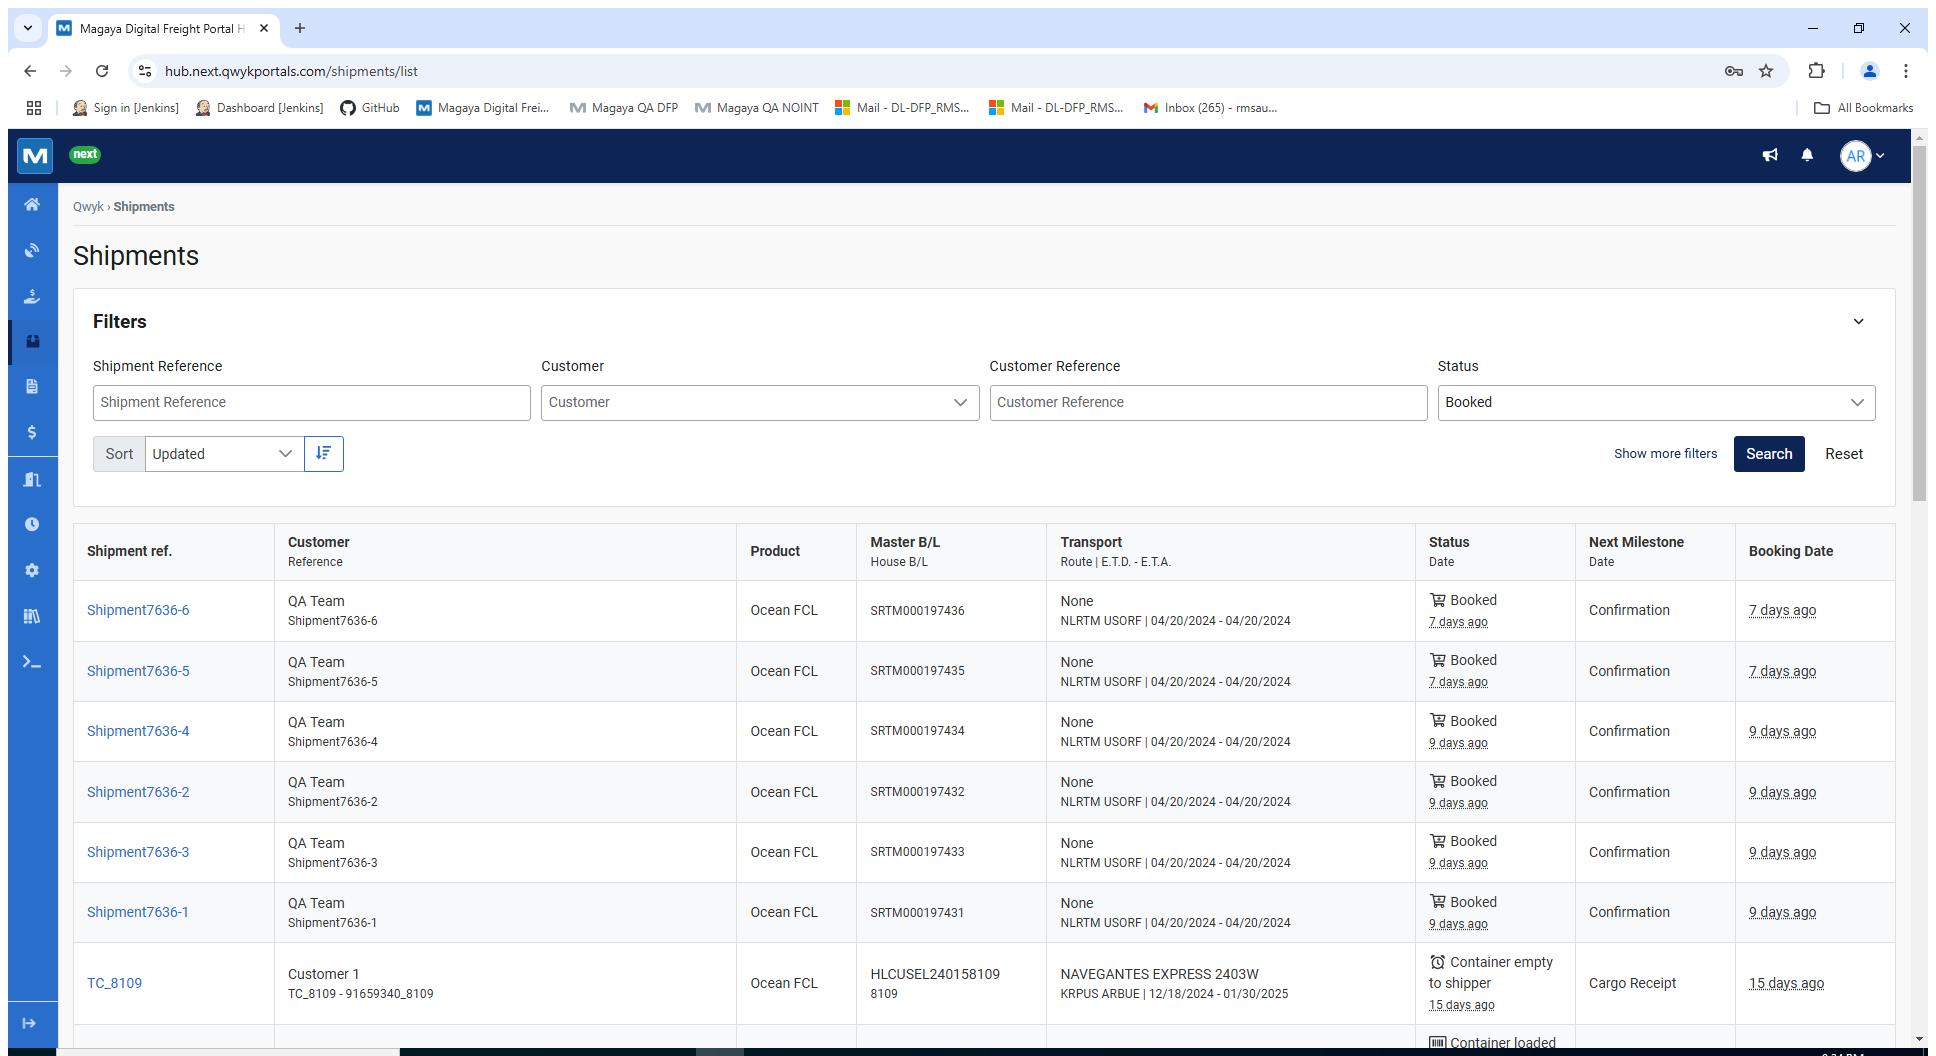 Magaya Digital Freight Portal H
hub.next.qwykportals.com/shipments/list
Sign in [Jenkins]
Dashboard [Jenkins]
GitHub
Magaya Digital Frei...
Magaya QA DFP
Magaya QA NOINT
Mail - DL-DFP_RMS...
Mail - DL-DFP_RMS...
Inbox (265) - rmsau...
All Bookmarks
M
next
AR
Qwyk › Shipments
Shipments
Filters
Shipment Reference
Customer
Customer Reference
Status
Shipment Reference
Customer
Customer Reference
Booked
Sort
Updated
Show more filters
Search
Reset
Shipment ref.
Customer
Reference
Product
Master B/L
House B/L
Transport
Route | E.T.D. - E.T.A.
Status
Date
Next Milestone
Date
Booking Date
Shipment7636-6
QA Team
Shipment7636-6
Ocean FCL
SRTM000197436
None
NLRTM USORF | 04/20/2024 - 04/20/2024
Booked
7 days ago
Confirmation
7 days ago
Shipment7636-5
QA Team
Shipment7636-5
Ocean FCL
SRTM000197435
None
NLRTM USORF | 04/20/2024 - 04/20/2024
Booked
7 days ago
Confirmation
7 days ago
Shipment7636-4
QA Team
Shipment7636-4
Ocean FCL
SRTM000197434
None
NLRTM USORF | 04/20/2024 - 04/20/2024
Booked
9 days ago
Confirmation
9 days ago
Shipment7636-2
QA Team
Shipment7636-2
Ocean FCL
SRTM000197432
None
NLRTM USORF | 04/20/2024 - 04/20/2024
Booked
9 days ago
Confirmation
9 days ago
Shipment7636-3
QA Team
Shipment7636-3
Ocean FCL
SRTM000197433
None
NLRTM USORF | 04/20/2024 - 04/20/2024
Booked
9 days ago
Confirmation
9 days ago
Shipment7636-1
QA Team
Shipment7636-1
Ocean FCL
SRTM000197431
None
NLRTM USORF | 04/20/2024 - 04/20/2024
Booked
9 days ago
Confirmation
9 days ago
TC_8109
Customer 1
TC_8109 - 91659340_8109
Ocean FCL
HLCUSEL240158109
8109
NAVEGANTES EXPRESS 2403W
KRPUS ARBUE | 12/18/2024 - 01/30/2025
Container empty
to shipper
15 days ago
Cargo Receipt
15 days ago
Container loaded